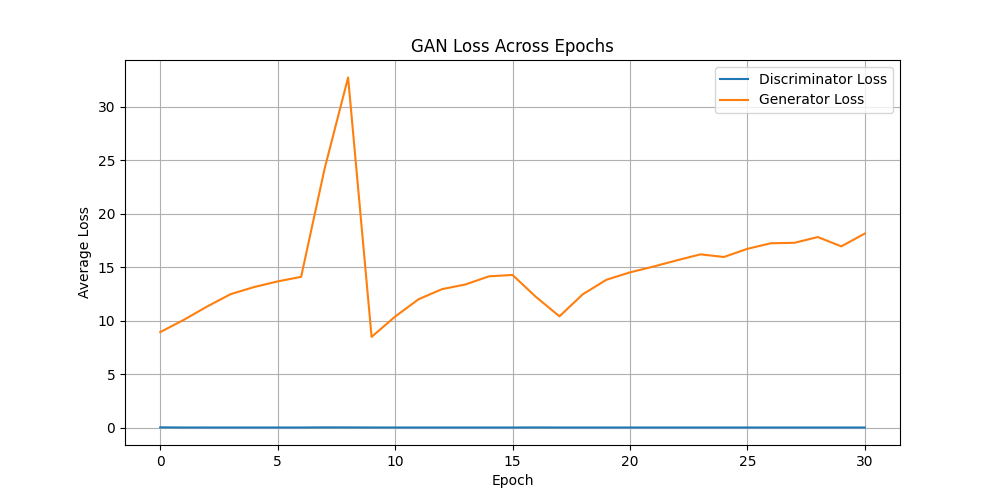 GAN Loss Across Epochs
Discriminator Loss
Generator Loss
Average Loss
30
25
20
15
10
5
0
0 5 10 15 20 25 30
Epoch